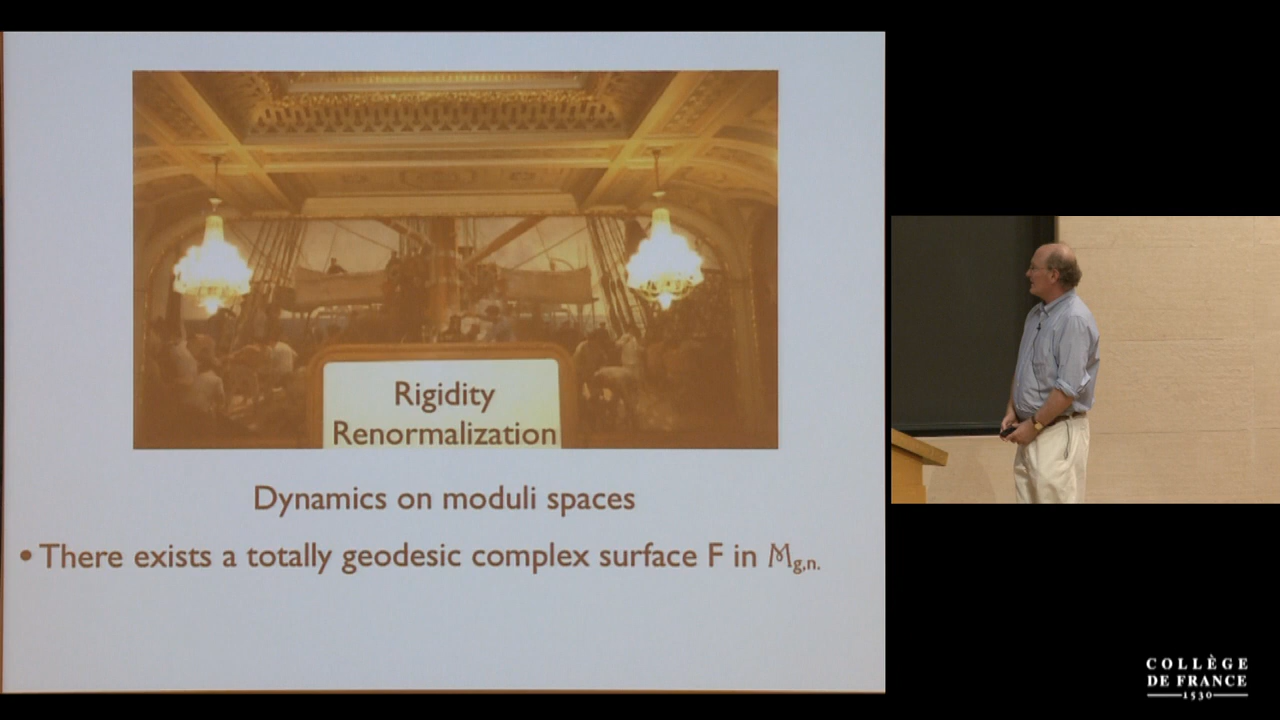 Rigidity
Renormalization
Dynamics on moduli spaces
• There exists a totally geodesic complex surface F in ℳg,n.
COLLÈGE
DE FRANCE
1530